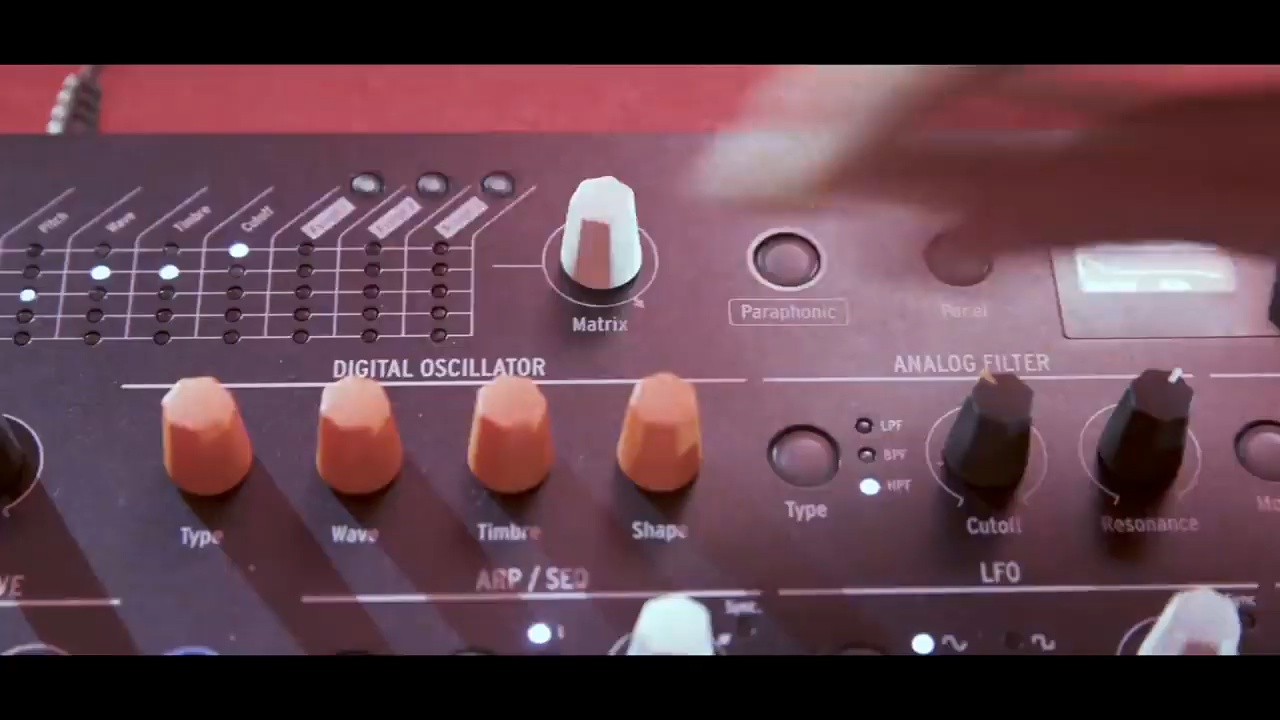 Pitch
Wave
Timbre
Cutoff
Matrix
Paraphonic
Panel
DIGITAL OSCILLATOR
ANALOG FILTER
LPF
BPF
HPF
Type
Wave
Timbre
Shape
Type
Cutoff
Resonance
ARP / SEQ
LFO
Sync